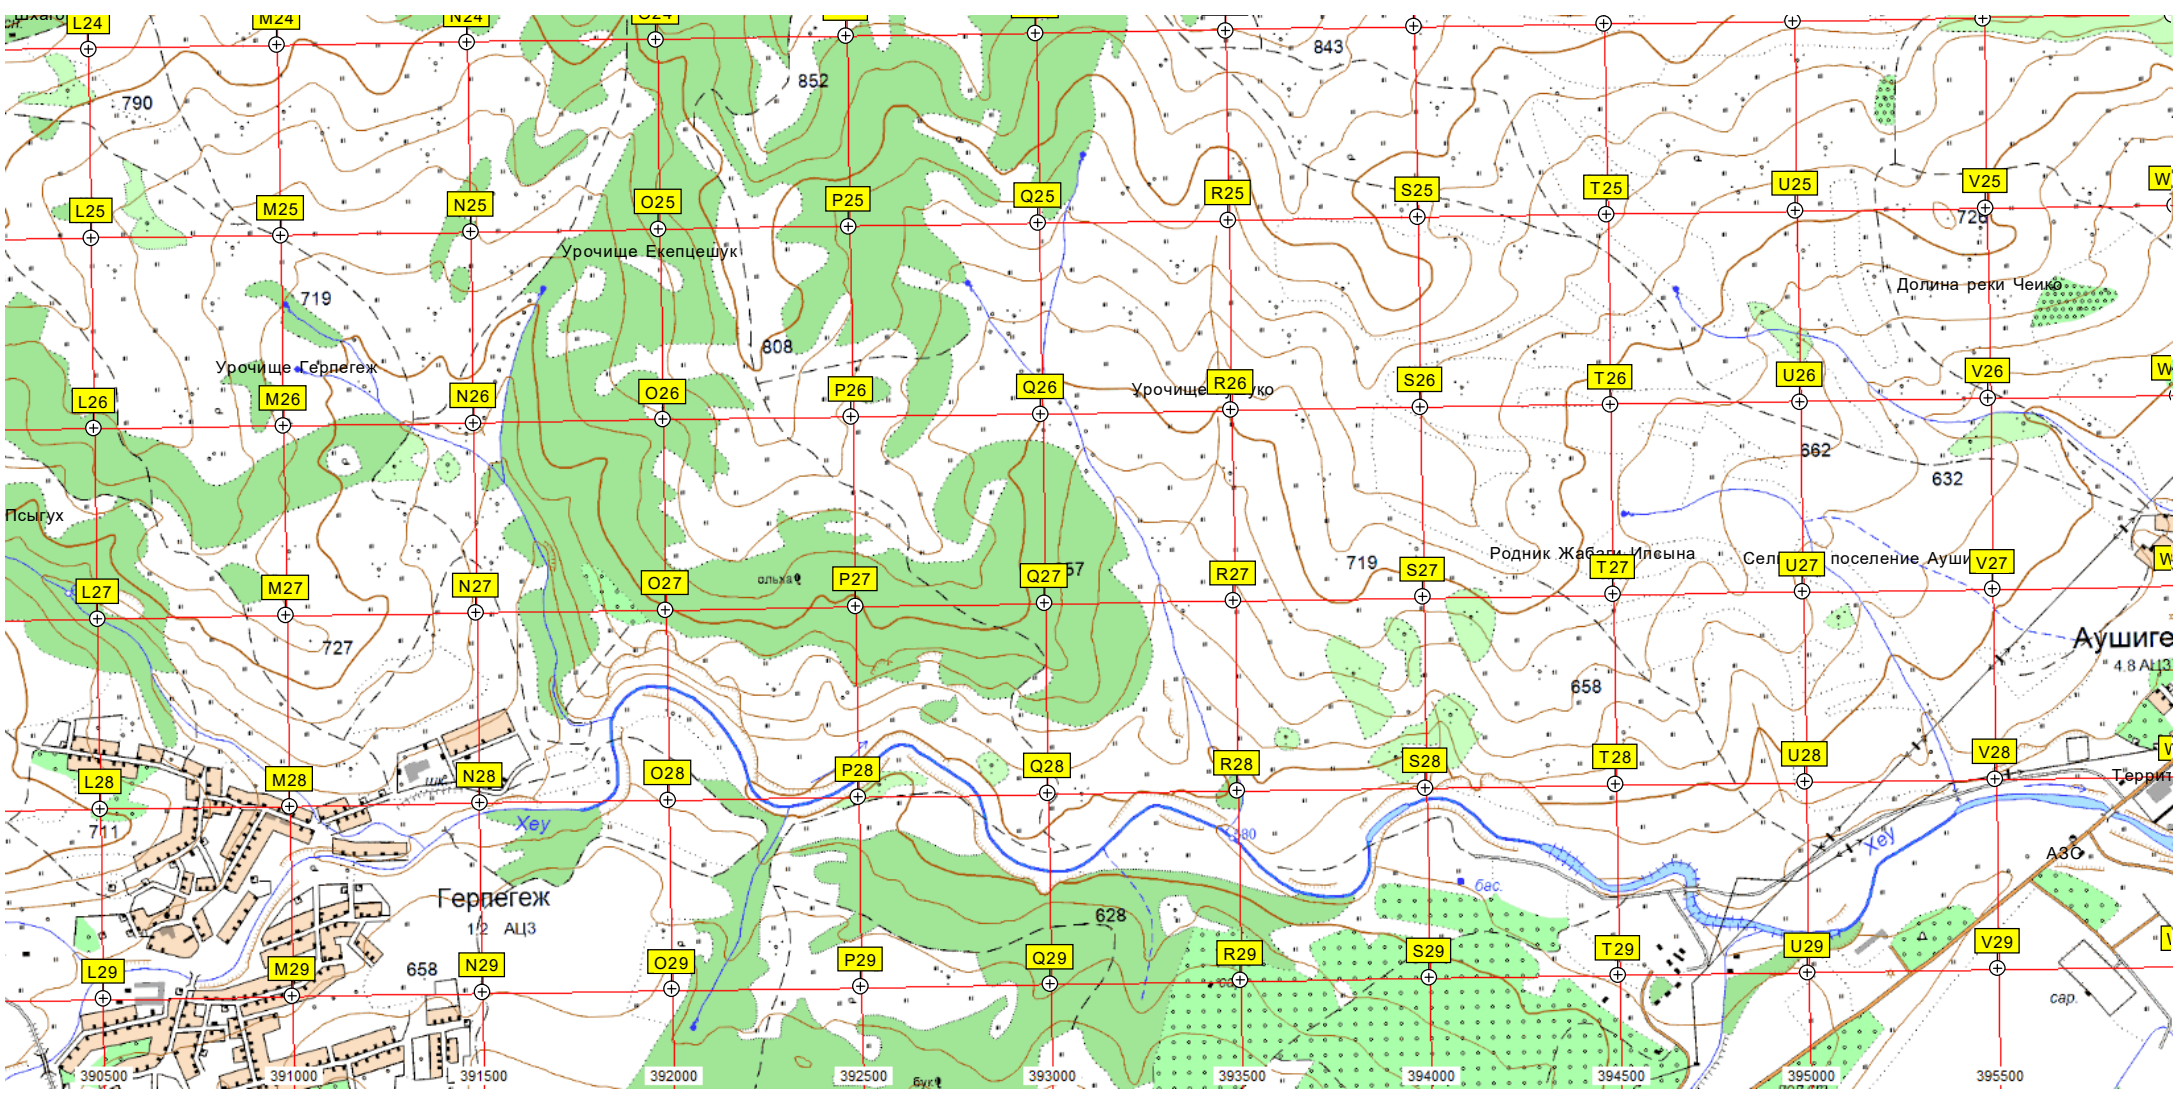 L24 M24 N24
843
852
790
L25 M25 N25 O25 P25 Q25 R25 S25 T25 U25 V25
726
Урочище Екепцешук
Долина реки Чеико
719
808
Урочище Герпегеж
L26 M26 N26 O26 P26 Q26 R26 S26 T26 U26 V26
Урочище
662
632
Псыгух
719
Родник Жабаги Ипсына
поселение
ольха
L27 M27 N27 O27 P27 Q27 R27 S27 T27 U27 V27
727
Аушиге
4.8 АЦЗ
658
L28 M28 N28 O28 P28 Q28 R28 S28 T28 U28 V28
шк.
711
Хеу
Хеу
АЗС
бас.
Герпегеж
1.2 АЦЗ
628
658
L29 M29 N29 O29 P29 Q29 R29 S29 T29 U29 V29
сар.
390500 391000 391500 392000 392500 393000 393500 394000 394500 395000 395500
бук